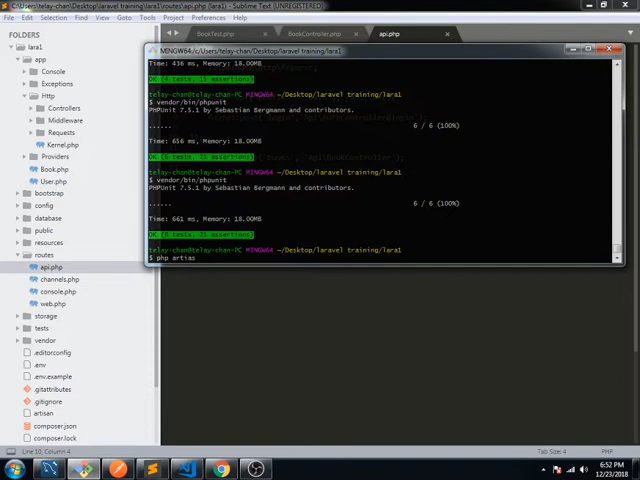 C:\Users\telay-chan\Desktop\laravel training\lara1\routes\api.php (lara1) - Sublime Text (UNREGISTERED)
File Edit Selection Find View Goto Tools Project Preferences Help
FOLDERS
lara1
app
Console
Exceptions
Http
Controllers
Middleware
Requests
Kernel.php
Providers
Book.php
User.php
bootstrap
config
database
public
resources
routes
api.php
channels.php
console.php
web.php
storage
tests
vendor
.editorconfig
.env
.env.example
.gitattributes
.gitignore
artisan
composer.json
composer.lock
BookTest.php
BookController.php
api.php
MINGW64:/c/Users/telay-chan/Desktop/laravel training/lara1
Time: 436 ms, Memory: 18.00MB
OK (4 tests, 15 assertions)
telay-chan@telay-chan-PC MINGW64 ~/Desktop/laravel training/lara1
$ vendor/bin/phpunit
PHPUnit 7.5.1 by Sebastian Bergmann and contributors.
...... 6 / 6 (100%)
Time: 656 ms, Memory: 18.00MB
OK (6 tests, 21 assertions)
telay-chan@telay-chan-PC MINGW64 ~/Desktop/laravel training/lara1
$ vendor/bin/phpunit
PHPUnit 7.5.1 by Sebastian Bergmann and contributors.
...... 6 / 6 (100%)
Time: 661 ms, Memory: 18.00MB
OK (6 tests, 21 assertions)
telay-chan@telay-chan-PC MINGW64 ~/Desktop/laravel training/lara1
$ php artias
Line 10, Column 4
Tab Size: 4
PHP
6:52 PM
12/23/2018